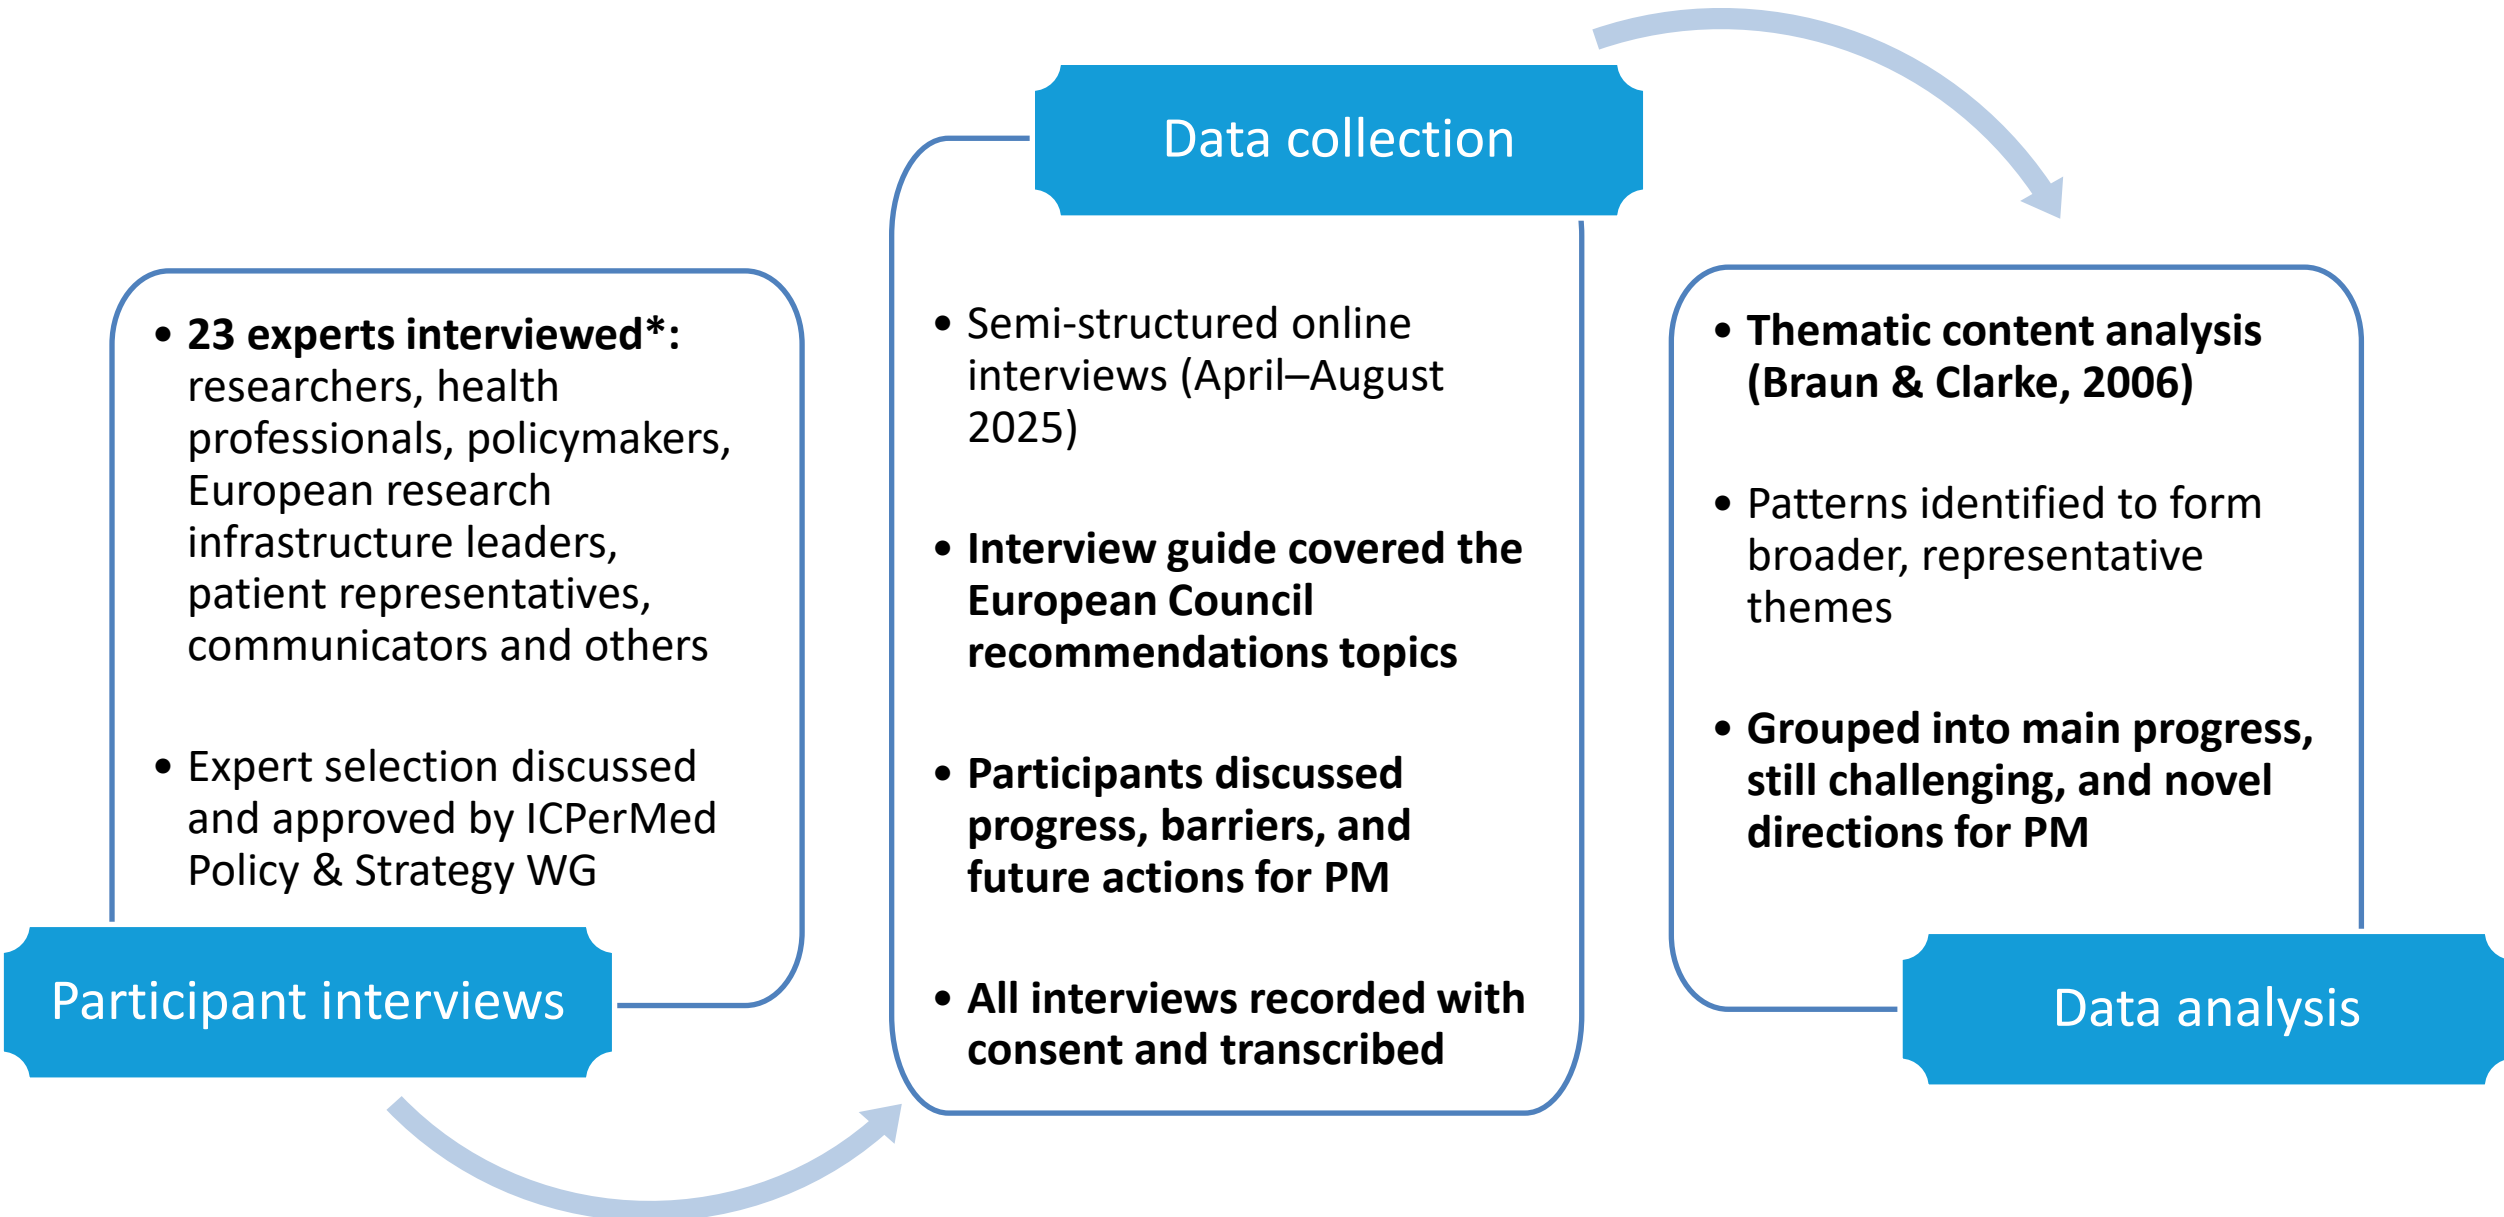 • 23 experts interviewed*:
researchers, health
professionals, policymakers,
European research
infrastructure leaders,
patient representatives,
communicators and others
• Expert selection discussed
and approved by ICPerMed
Policy & Strategy WG
Participant interviews
Data collection
• Semi-structured online
interviews (April–August
2025)
• Interview guide covered the
European Council
recommendations topics
• Participants discussed
progress, barriers, and
future actions for PM
• All interviews recorded with
consent and transcribed
• Thematic content analysis
(Braun & Clarke, 2006)
• Patterns identified to form
broader, representative
themes
• Grouped into main progress,
still challenging, and novel
directions for PM
Data analysis